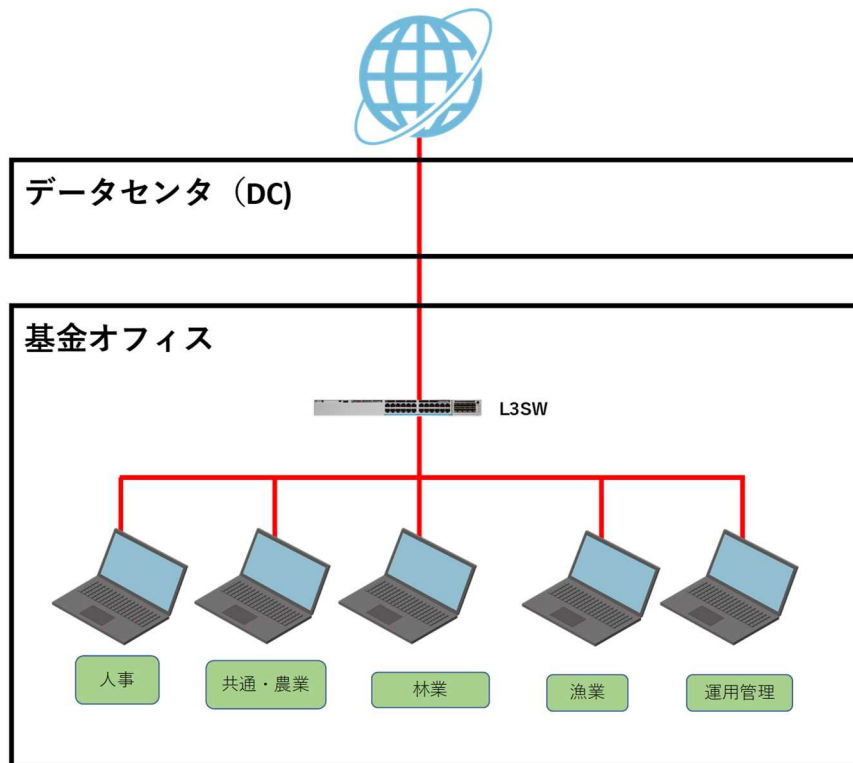 データセンタ（DC)
基金オフィス
L3SW
人事
共通・農業
林業
漁業
運用管理